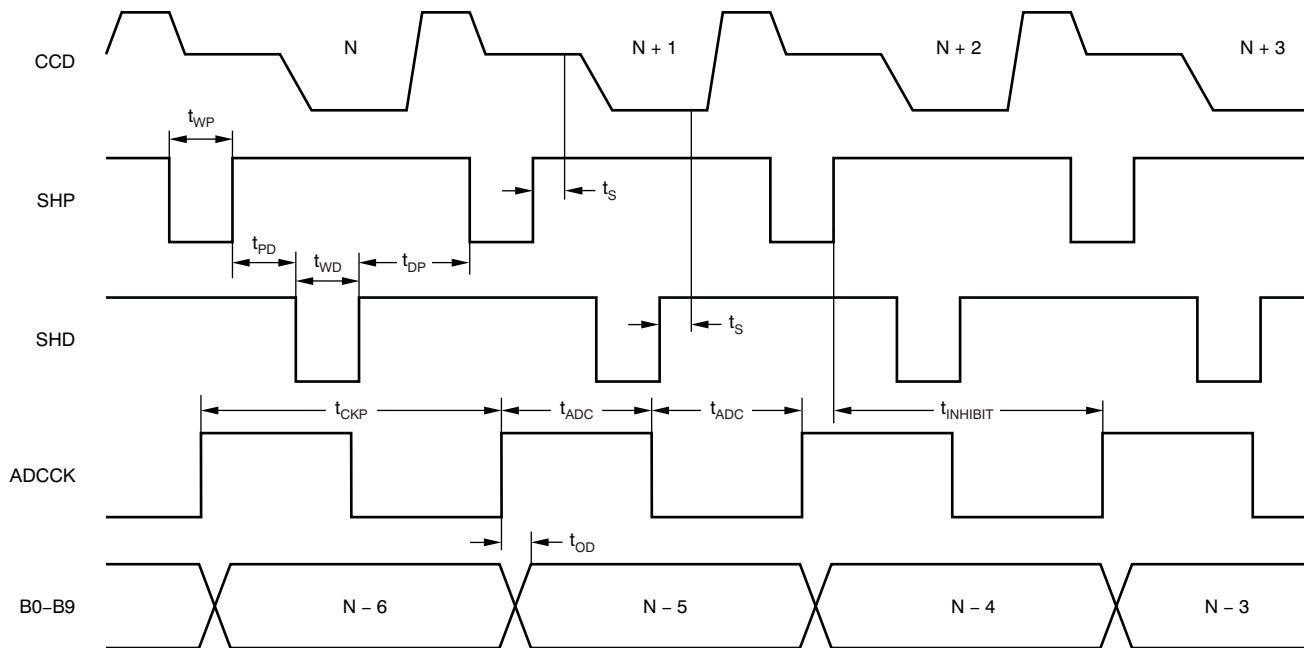 CCD
N
N + 1
N + 2
N + 3
tWP
SHP
tS
tPD
tWD
tDP
SHD
tS
tCKP
tADC
tADC
tINHIBIT
ADCCK
tOD
B0–B9
N – 6
N – 5
N – 4
N – 3